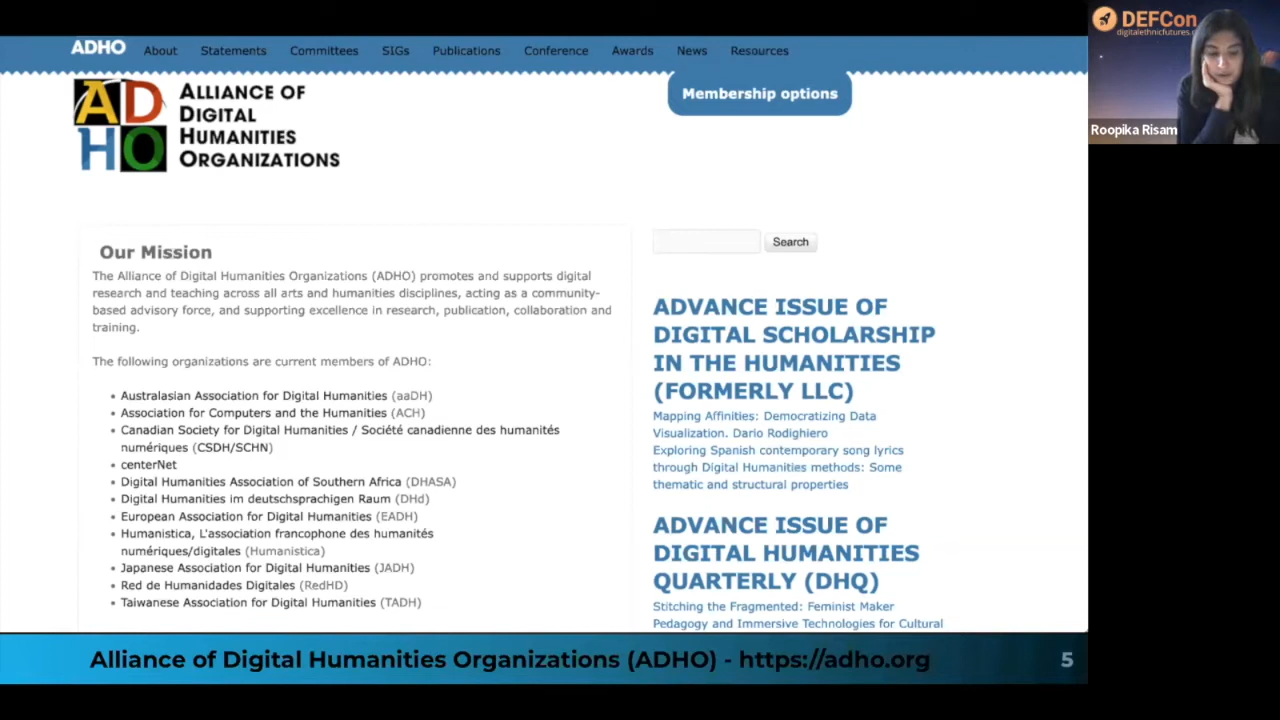 ADHO About Statements Committees SIGs Publications Conference Awards News Resources
DEFCon
digitalethnicfutures.
ADHO
ALLIANCE OF
DIGITAL
HUMANITIES
ORGANIZATIONS
Membership options
Roopika Risam
Our Mission
The Alliance of Digital Humanities Organizations (ADHO) promotes and supports digital
research and teaching across all arts and humanities disciplines, acting as a community-
based advisory force, and supporting excellence in research, publication, collaboration and
training.
The following organizations are current members of ADHO:
• Australasian Association for Digital Humanities (aaDH)
• Association for Computers and the Humanities (ACH)
• Canadian Society for Digital Humanities / Société canadienne des humanités
numériques (CSDH/SCHN)
• centerNet
• Digital Humanities Association of Southern Africa (DHASA)
• Digital Humanities im deutschsprachigen Raum (DHd)
• European Association for Digital Humanities (EADH)
• Humanistica, L'association francophone des humanités
numériques/digitales (Humanistica)
• Japanese Association for Digital Humanities (JADH)
• Red de Humanidades Digitales (RedHD)
• Taiwanese Association for Digital Humanities (TADH)
Search
ADVANCE ISSUE OF
DIGITAL SCHOLARSHIP
IN THE HUMANITIES
(FORMERLY LLC)
Mapping Affinities: Democratizing Data
Visualization. Dario Rodighiero
Exploring Spanish contemporary song lyrics
through Digital Humanities methods: Some
thematic and structural properties
ADVANCE ISSUE OF
DIGITAL HUMANITIES
QUARTERLY (DHQ)
Stitching the Fragmented: Feminist Maker
Pedagogy and Immersive Technologies for Cultural
Alliance of Digital Humanities Organizations (ADHO) - https://adho.org
5